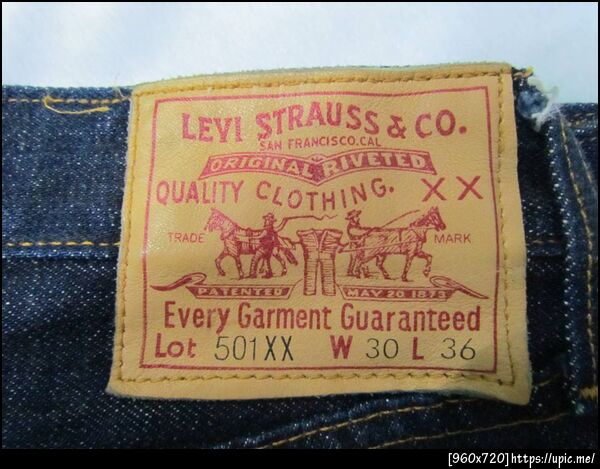 LEVI STRAUSS & CO.
SAN FRANCISCO.CAL
ORIGINAL RIVETED
QUALITY CLOTHING. XX
TRADE MARK
PATENTED MAY 20 1873
Every Garment Guaranteed
Lot 501XX W 30 L 36
[960x720]https://upic.me/